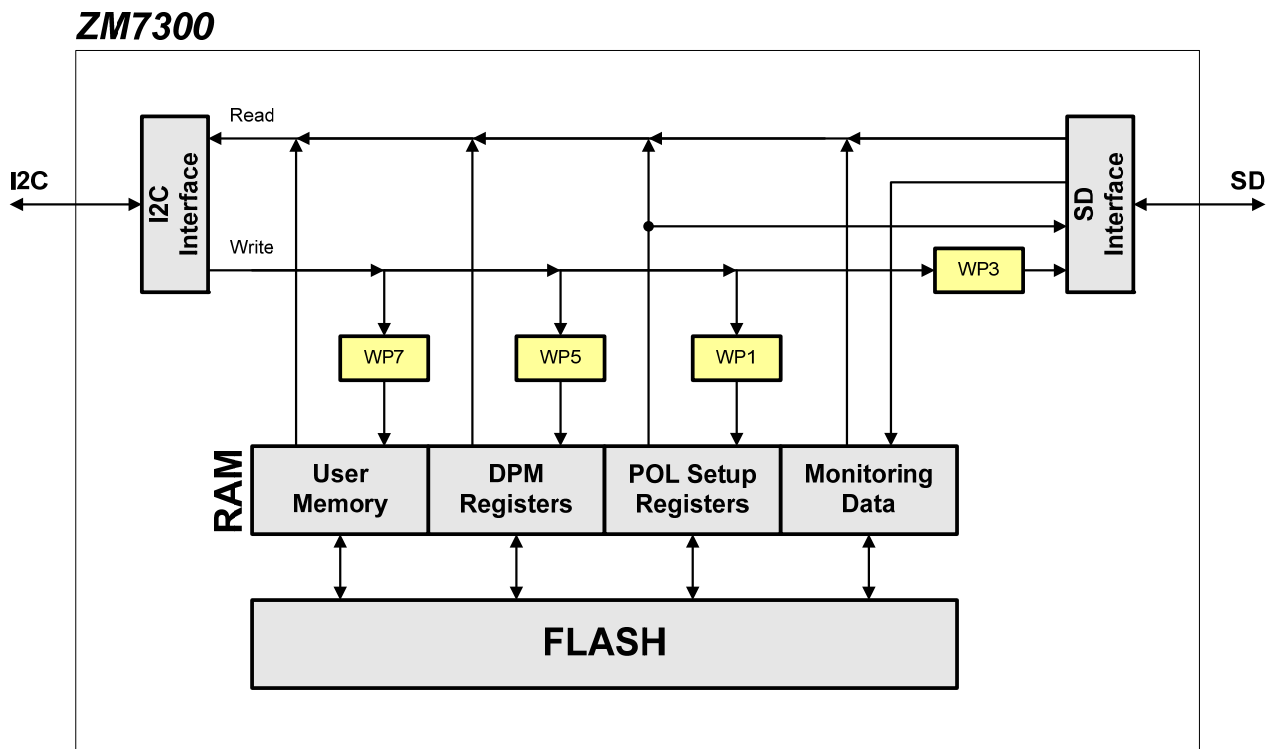 ZM7300
Read
I2C
I2C
Interface
SD
Interface
SD
Write
WP3
WP7
WP5
WP1
RAM
User
Memory
DPM
Registers
POL Setup
Registers
Monitoring
Data
FLASH